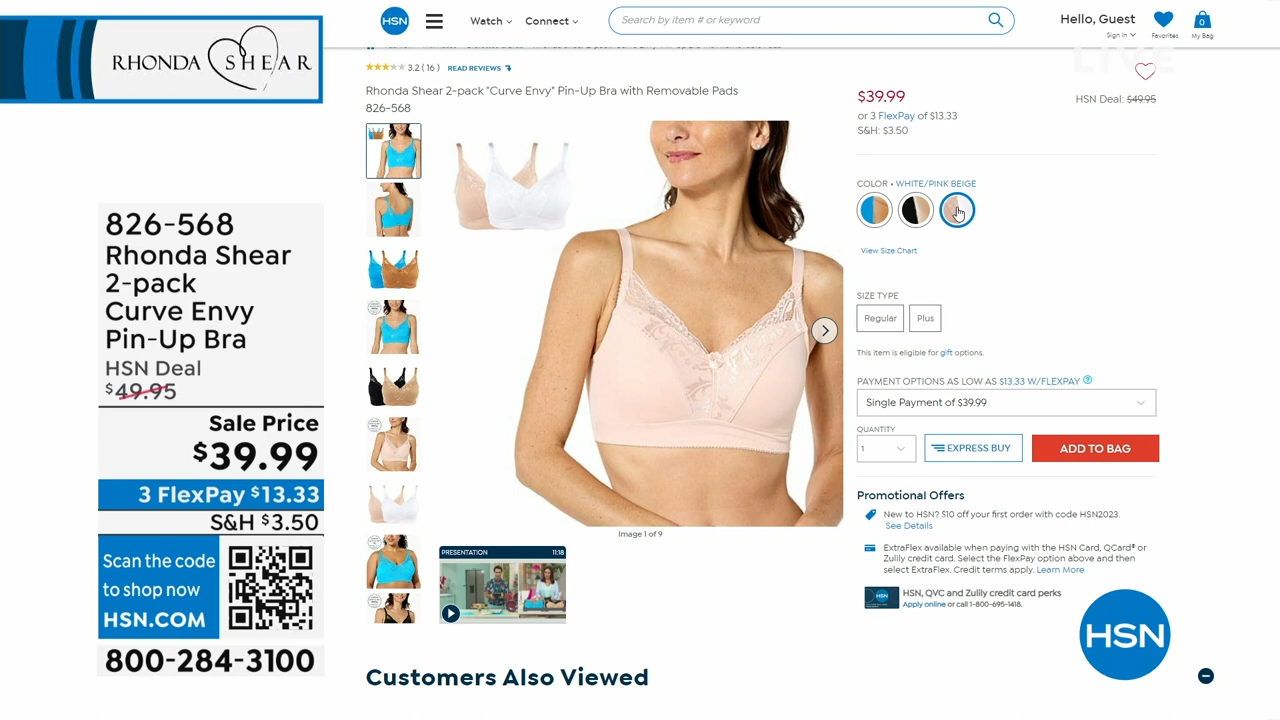 RHONDA SHEAR
826-568
Rhonda Shear
2-pack
Curve Envy
Pin-Up Bra
HSN Deal
$49.95
Sale Price
$39.99
3 FlexPay $13.33
S&H $3.50
Scan the code
to shop now
HSN.COM
800-284-3100
HSN
Watch
Connect
Search by item # or keyword
Hello, Guest
Sign In
Favorites
0
My Bag
LIVE
3.2 (16) READ REVIEWS
Rhonda Shear 2-pack "Curve Envy" Pin-Up Bra with Removable Pads
826-568
Image 1 of 9
PRESENTATION 11:18
$39.99
HSN Deal: $49.95
or 3 FlexPay of $13.33
S&H: $3.50
COLOR • WHITE/PINK BEIGE
View Size Chart
SIZE TYPE
Regular
Plus
This item is eligible for gift options.
PAYMENT OPTIONS AS LOW AS $13.33 W/FLEXPAY ?
Single Payment of $39.99
QUANTITY
1
EXPRESS BUY
ADD TO BAG
Promotional Offers
New to HSN? $10 off your first order with code HSN2023.
See Details
ExtraFlex available when paying with the HSN Card, QCard® or
Zulily credit card. Select the FlexPay option above and then
select ExtraFlex. Credit terms apply. Learn More
HSN, QVC and Zulily credit card perks
Apply online or call 1-800-695-1418.
HSN
Customers Also Viewed